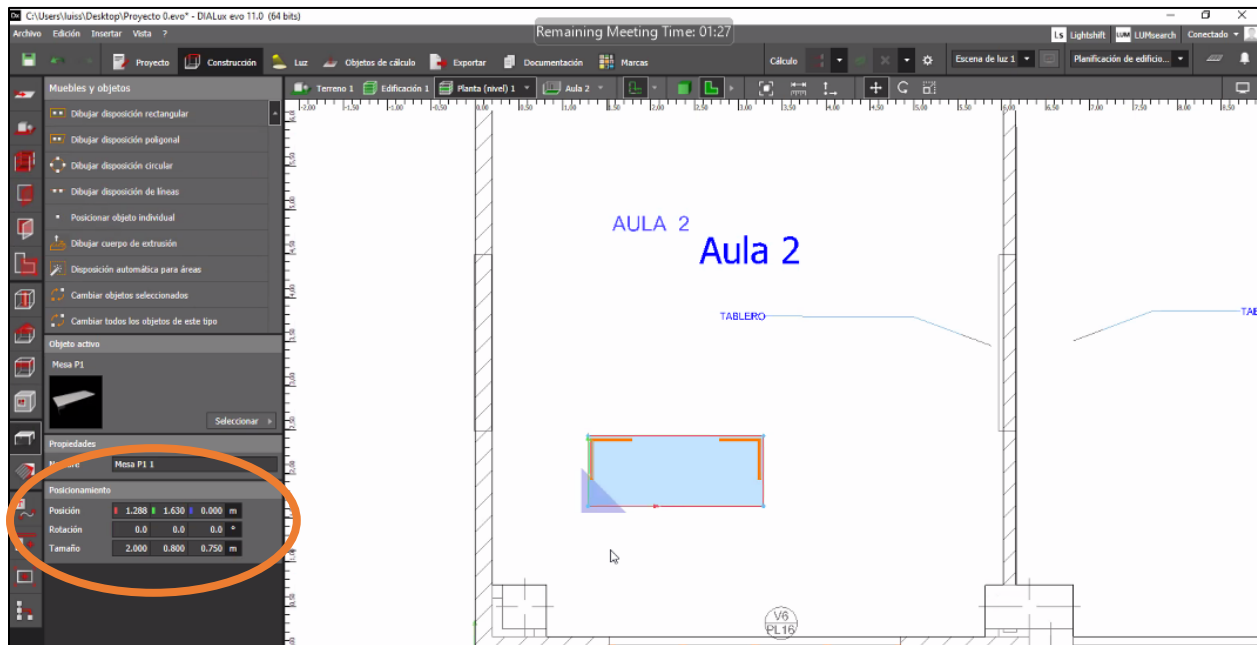 Dx C:\Users\luiss\Desktop\Proyecto 0.evo* - DIALux evo 11.0 (64 bits)
Archivo Edición Insertar Vista ?
Remaining Meeting Time: 01:27
Ls Lightshift LUM LUMsearch Conectado
Proyecto Construcción Luz Objetos de cálculo Exportar Documentación Marcas Cálculo Escena de luz 1 Planificación de edificio...
Muebles y objetos
Terreno 1 Edificación 1 Planta (nivel) 1 Aula 2
Dibujar disposición rectangular
Dibujar disposición poligonal
Dibujar disposición circular
Dibujar disposición de líneas
Posicionar objeto individual
Dibujar cuerpo de extrusión
Disposición automática para áreas
Cambiar objetos seleccionados
Cambiar todos los objetos de este tipo
Objeto activo
Mesa P1
Seleccionar >
Propiedades
Mesa P1 1
Posicionamiento
Posición 1.288 1.630 0.000 m
Rotación 0.0 0.0 0.0 °
Tamaño 2.000 0.800 0.750 m
AULA 2
Aula 2
TABLERO
V6
PL16